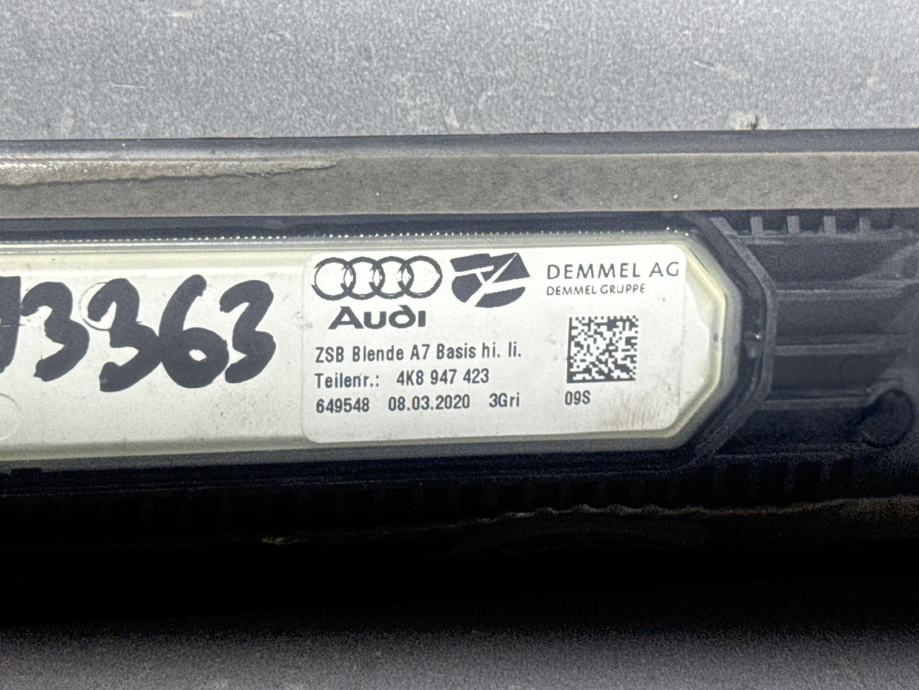 3363
Audi
DEMMEL AG
DEMMEL GRUPPE
ZSB Blende A7 Basis hi. li.
Teilenr.: 4K8 947 423
649548 08.03.2020 3Gri 09S